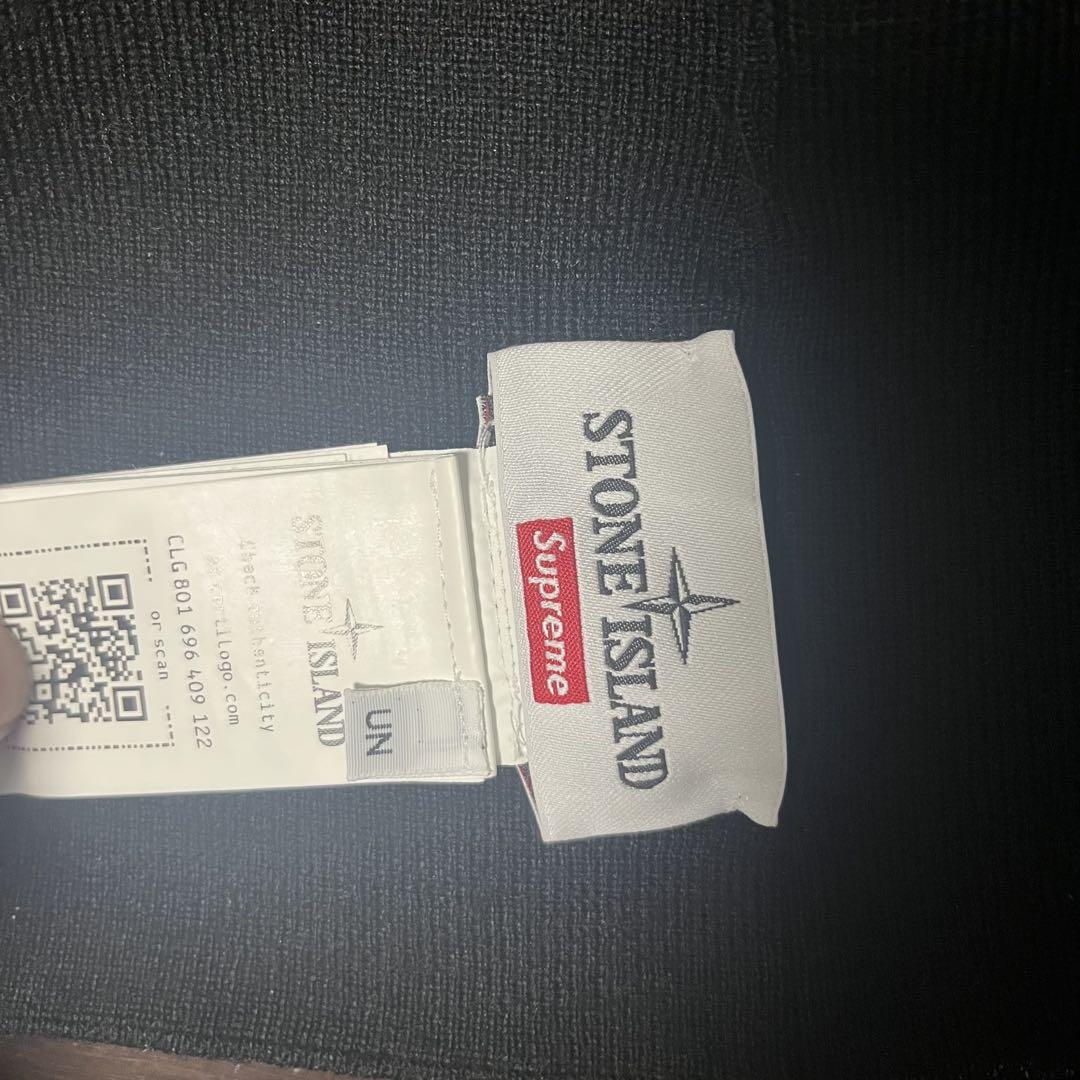 STONE ISLAND
Supreme
UN
STONE ISLAND
Check authenticity
at certilogo.com
CLG 801 696 409 122
or scan